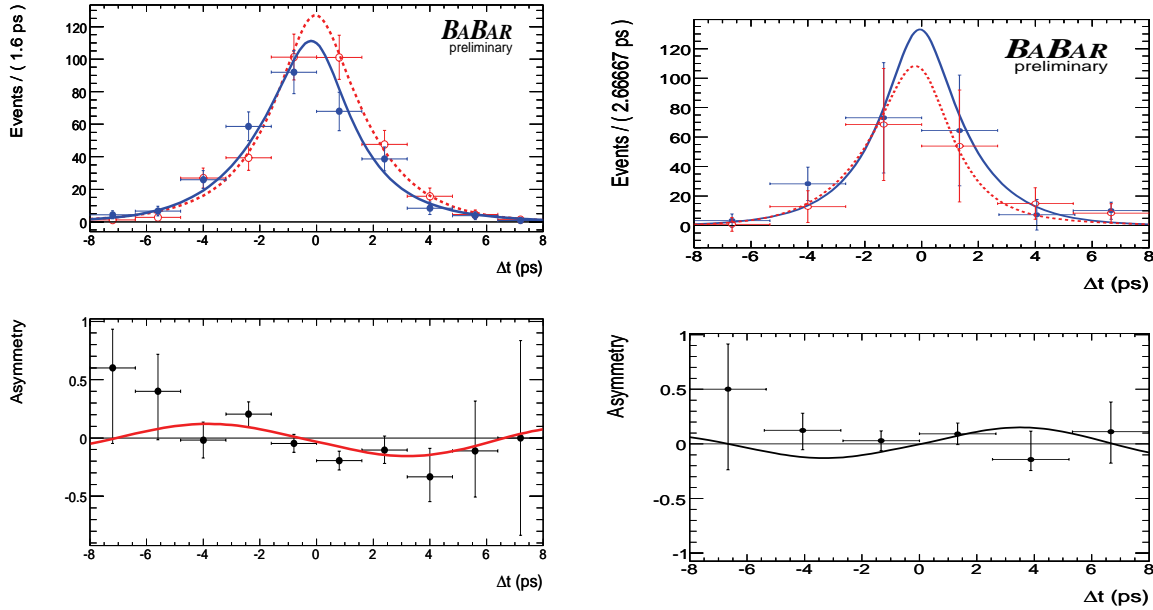 Events / ( 1.6 ps )
140
120
100
80
60
40
20
0
BABAR
preliminary
-8 -6 -4 -2 0 2 4 6 8
Δt (ps)
Events / ( 2.66667 ps )
120
100
80
60
40
20
0
BABAR
preliminary
-8 -6 -4 -2 0 2 4 6 8
Δt (ps)
Asymmetry
1
0.5
0
-0.5
-8 -6 -4 -2 0 2 4 6 8
Δt (ps)
Asymmetry
1
0.5
0
-0.5
-1
-8 -6 -4 -2 0 2 4 6 8
Δt (ps)